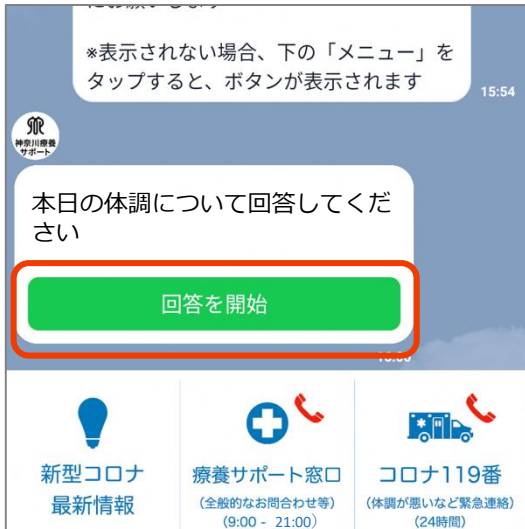 ※表示されない場合、下の「メニュー」を
タップすると、ボタンが表示されます
15:54
神奈川療養
サポート
本日の体調について回答してくだ
さい
回答を開始
新型コロナ
最新情報
療養サポート窓口
(全般的なお問合わせ等)
(9:00 - 21:00)
コロナ119番
(体調が悪いなど緊急連絡)
(24時間)